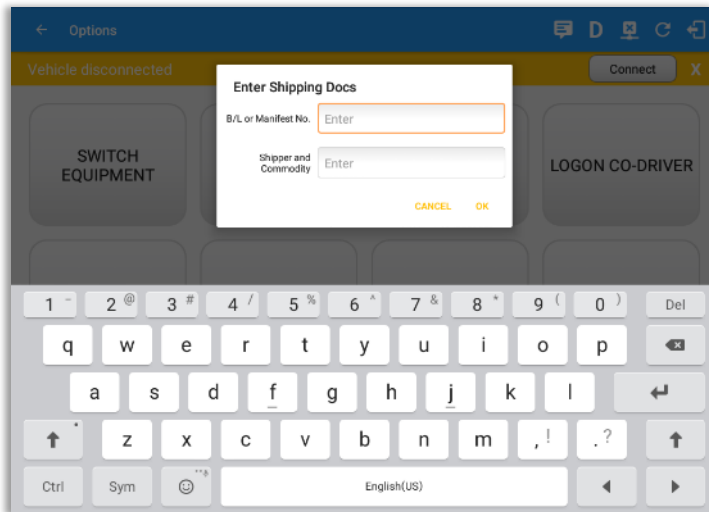 ← Options D
Vehicle disconnected Connect X
Enter Shipping Docs
B/L or Manifest No. Enter
Shipper and
Commodity Enter
CANCEL OK
SWITCH
EQUIPMENT
LOGON CO-DRIVER
1 - 2 @ 3 # 4 / 5 % 6 ^ 7 & 8 * 9 ( 0 ) Del
q w e r t y u i o p
a s d f g h j k l
z x c v b n m , ! . ?
Ctrl Sym English(US)